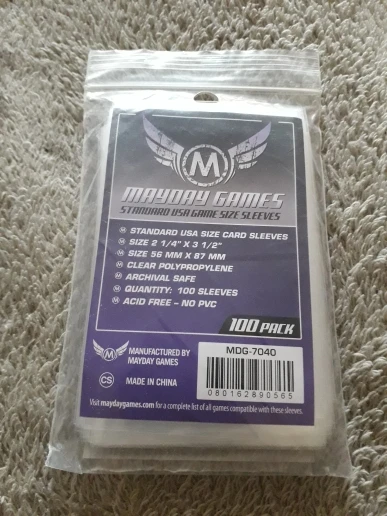 M
MAYDAY GAMES
STANDARD USA GAME SIZE SLEEVES
STANDARD USA SIZE CARD SLEEVES
SIZE 2 1/4" X 3 1/2"
SIZE 56 MM X 87 MM
CLEAR POLYPROPYLENE
ARCHIVAL SAFE
QUANTITY: 100 SLEEVES
ACID FREE – NO PVC
100 PACK
M
MANUFACTURED BY
MAYDAY GAMES
MDG-7040
CS
MADE IN CHINA
080162890565
Visit maydaygames.com for a complete list of all games compatible with these sleeves.